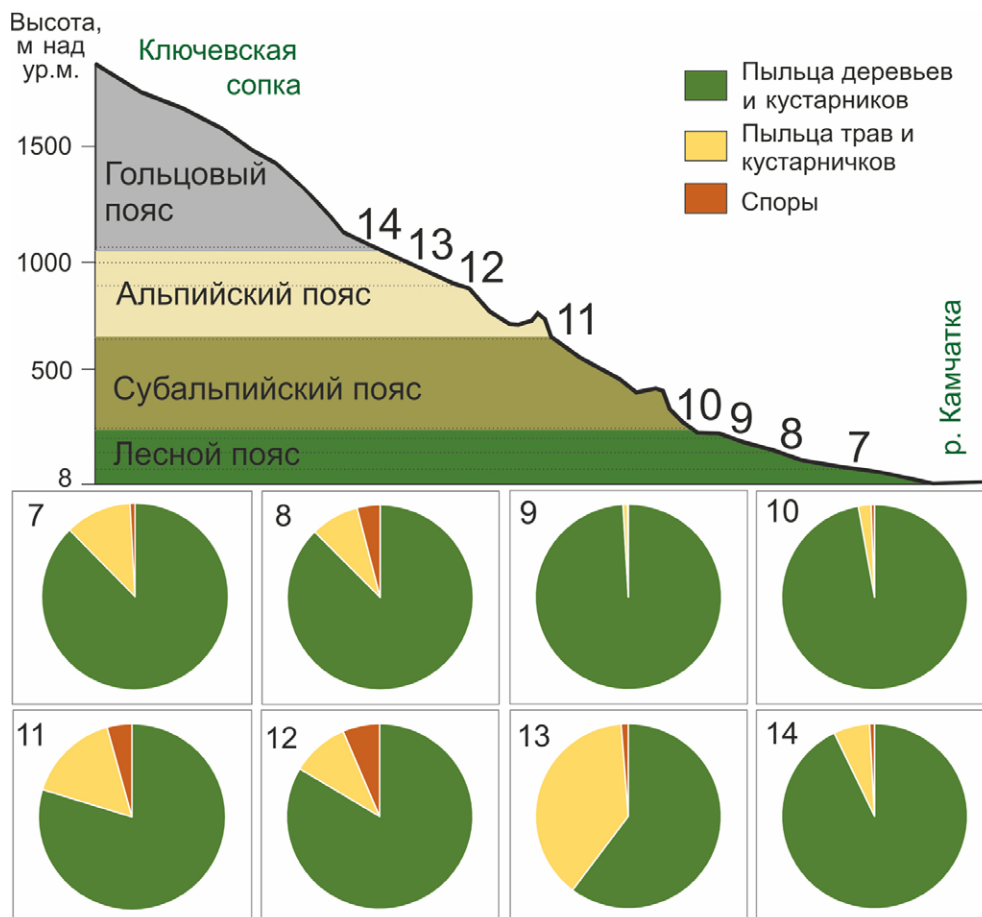 Высота,
м над
ур.м.
Ключевская
сопка
Пыльца деревьев
и кустарников
Пыльца трав и
кустарничков
Споры
1500
Гольцовый
пояс
14
13
12
1000
Альпийский пояс
11
500
Субальпийский пояс
10
9
8
7
р. Камчатка
Лесной пояс
8
7
8
9
10
11
12
13
14